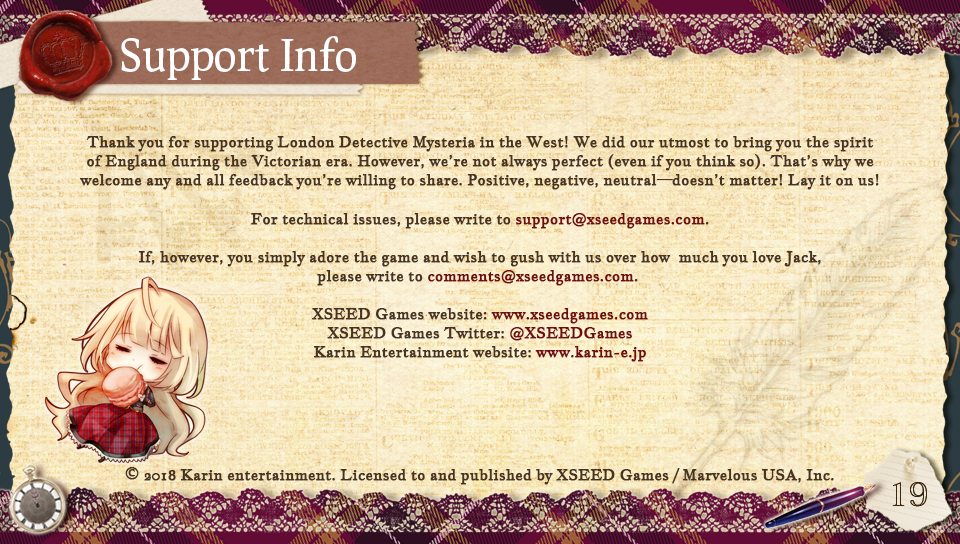 Support Info
Thank you for supporting London Detective Mysteria in the West! We did our utmost to bring you the spirit
of England during the Victorian era. However, we're not always perfect (even if you think so). That's why we
welcome any and all feedback you're willing to share. Positive, negative, neutral—doesn't matter! Lay it on us!
For technical issues, please write to support@xseedgames.com.
If, however, you simply adore the game and wish to gush with us over how much you love Jack,
please write to comments@xseedgames.com.
XSEED Games website: www.xseedgames.com
XSEED Games Twitter: @XSEEDGames
Karin Entertainment website: www.karin-e.jp
© 2018 Karin entertainment. Licensed to and published by XSEED Games / Marvelous USA, Inc.
19